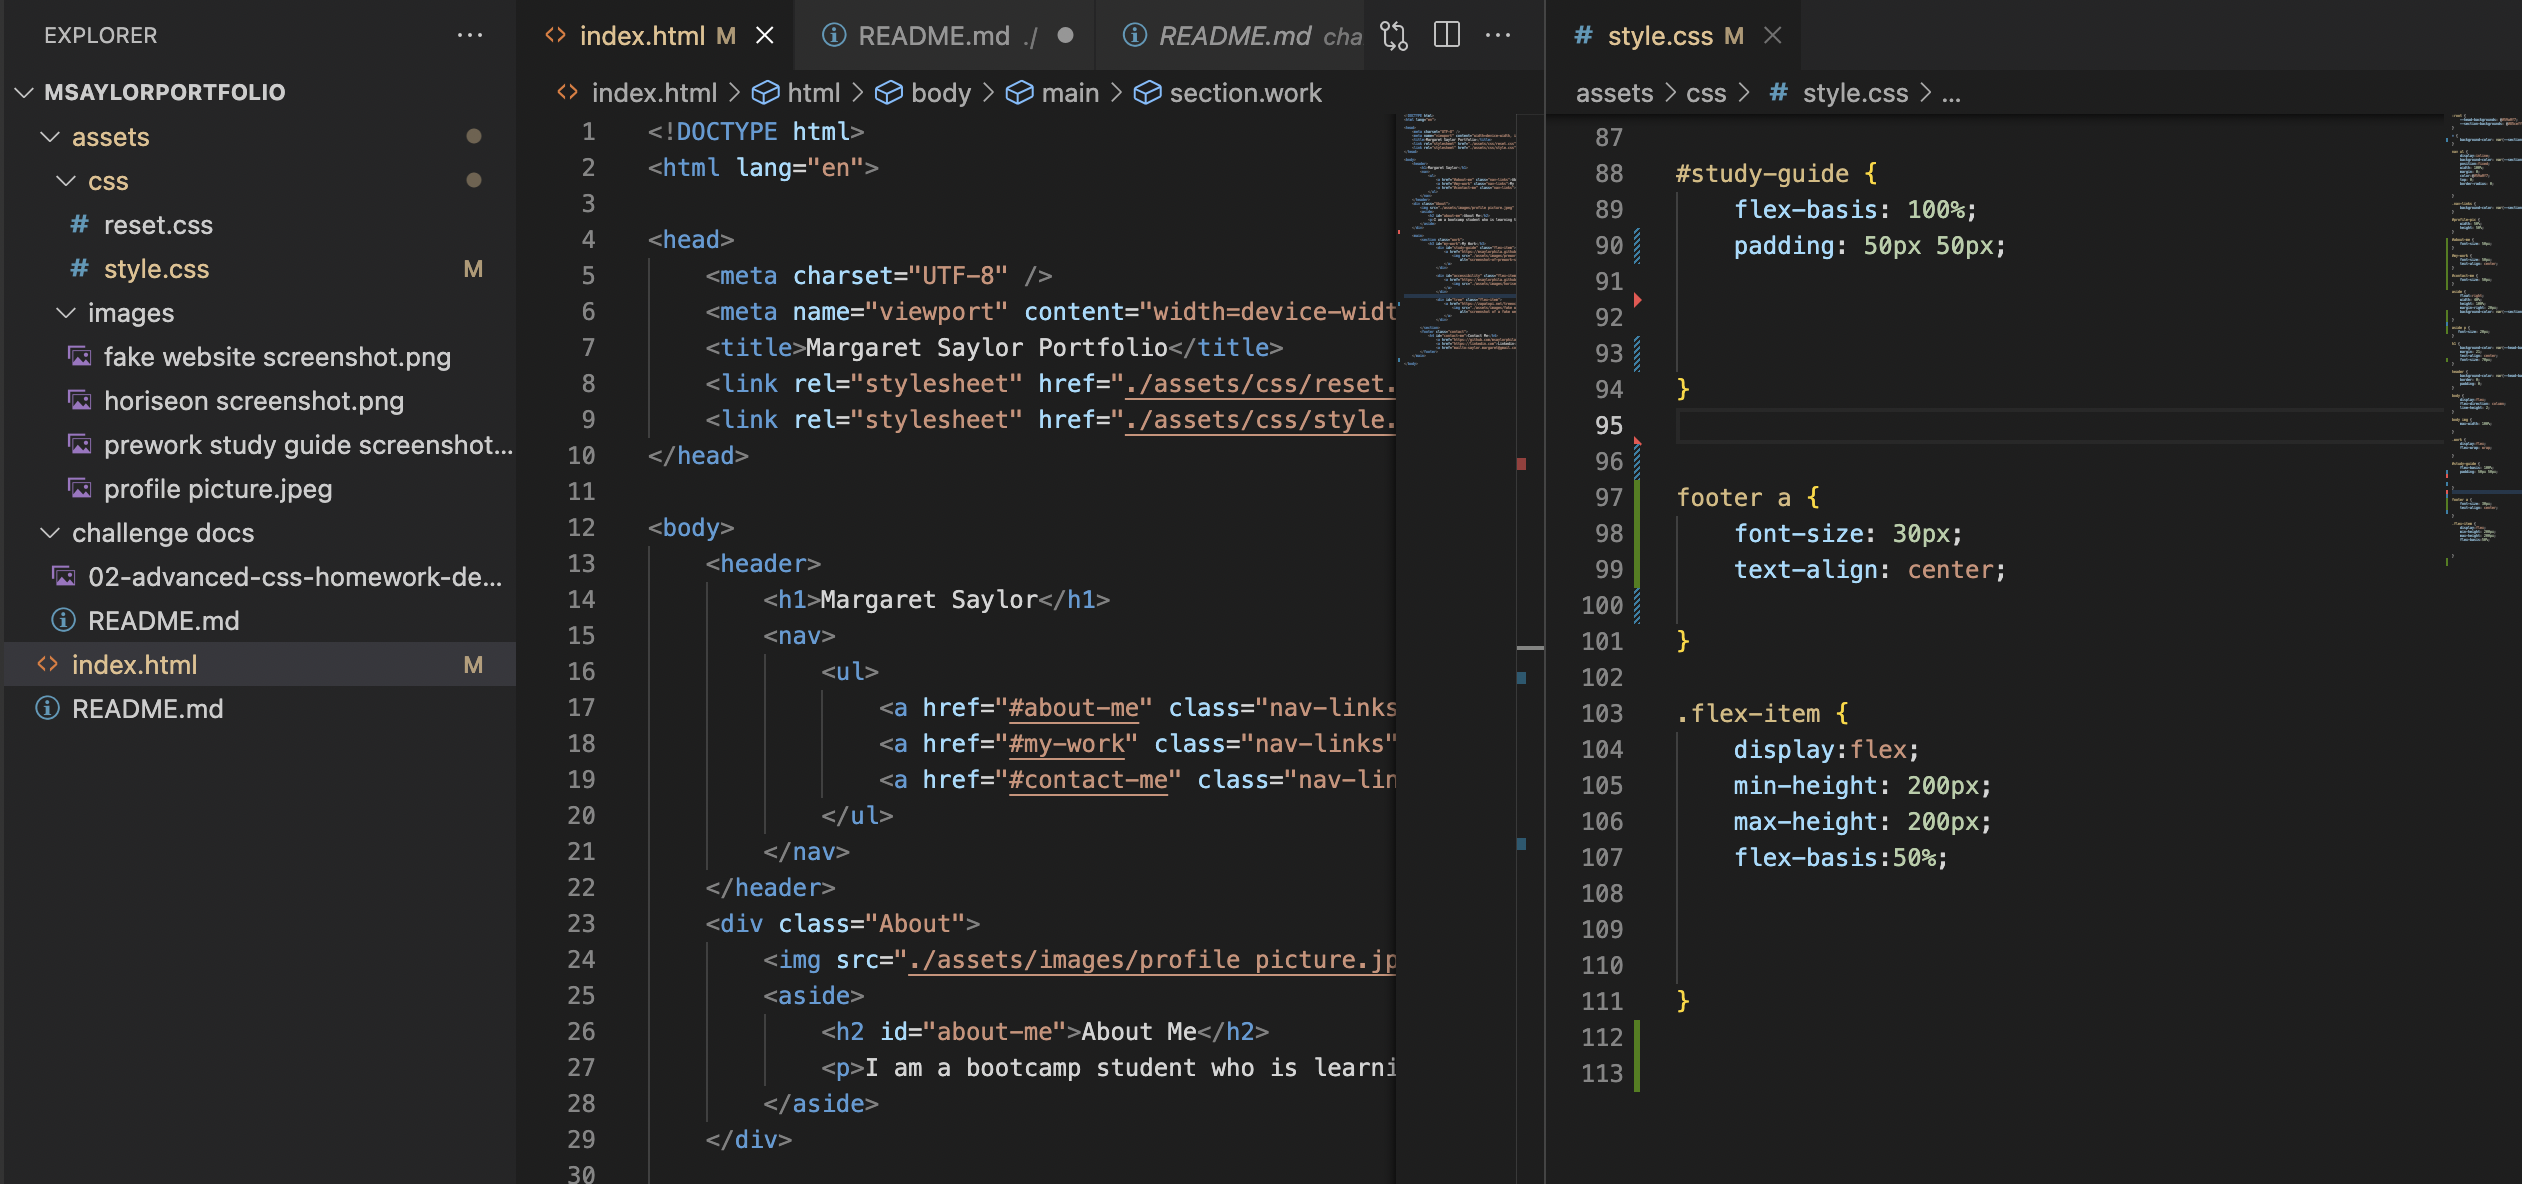 EXPLORER
MSAYLORPORTFOLIO
assets
css
# reset.css
# style.css M
images
fake website screenshot.png
horiseon screenshot.png
prework study guide screenshot...
profile picture.jpeg
challenge docs
02-advanced-css-homework-de...
README.md
<> index.html M
README.md
<> index.html M
README.md ./
README.md cha
<> index.html > html > body > main > section.work
1 <!DOCTYPE html>
2 <html lang="en">
3
4 <head>
5 <meta charset="UTF-8" />
6 <meta name="viewport" content="width=device-widt
7 <title>Margaret Saylor Portfolio</title>
8 <link rel="stylesheet" href="./assets/css/reset.
9 <link rel="stylesheet" href="./assets/css/style.
10 </head>
11
12 <body>
13 <header>
14 <h1>Margaret Saylor</h1>
15 <nav>
16 <ul>
17 <a href="#about-me" class="nav-links
18 <a href="#my-work" class="nav-links"
19 <a href="#contact-me" class="nav-lin
20 </ul>
21 </nav>
22 </header>
23 <div class="About">
24 <img src="./assets/images/profile picture.jp
25 <aside>
26 <h2 id="about-me">About Me</h2>
27 <p>I am a bootcamp student who is learni
28 </aside>
29 </div>
30
# style.css M
assets > css > # style.css > ...
87
88 #study-guide {
89 flex-basis: 100%;
90 padding: 50px 50px;
91
92
93
94 }
95
96
97 footer a {
98 font-size: 30px;
99 text-align: center;
100
101 }
102
103 .flex-item {
104 display:flex;
105 min-height: 200px;
106 max-height: 200px;
107 flex-basis:50%;
108
109
110
111 }
112
113